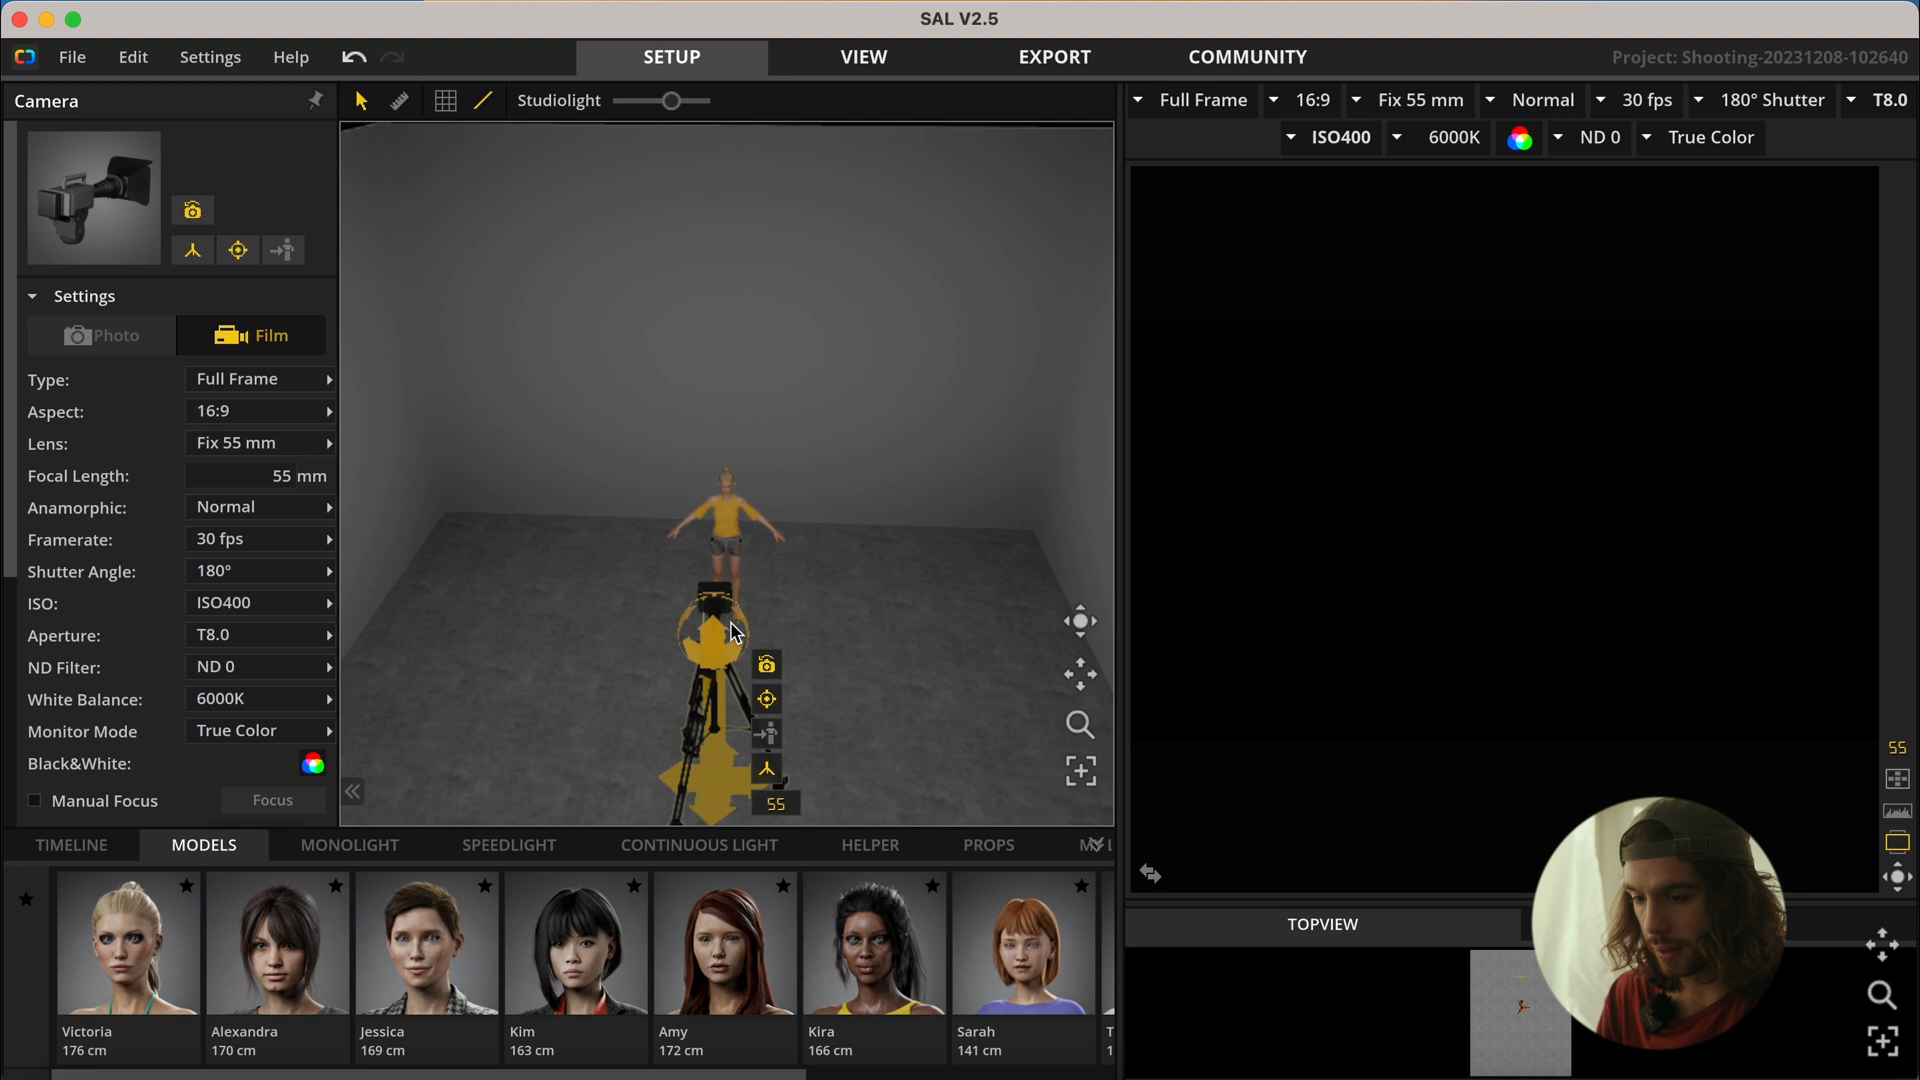 SAL V2.5
File Edit Settings Help SETUP VIEW EXPORT COMMUNITY Project: Shooting-20231208-102640
Camera Studiolight Full Frame 16:9 Fix 55 mm Normal 30 fps 180° Shutter T8.0
ISO400 6000K ND 0 True Color
Settings
Photo Film
Type: Full Frame
Aspect: 16:9
Lens: Fix 55 mm
Focal Length: 55 mm
Anamorphic: Normal
Framerate: 30 fps
Shutter Angle: 180°
ISO: ISO400
Aperture: T8.0
ND Filter: ND 0
White Balance: 6000K
Monitor Mode True Color
Black&White:
Manual Focus Focus
55
55
TIMELINE MODELS MONOLIGHT SPEEDLIGHT CONTINUOUS LIGHT HELPER PROPS
TOPVIEW
Victoria Alexandra Jessica Kim Amy Kira Sarah
176 cm 170 cm 169 cm 163 cm 172 cm 166 cm 141 cm